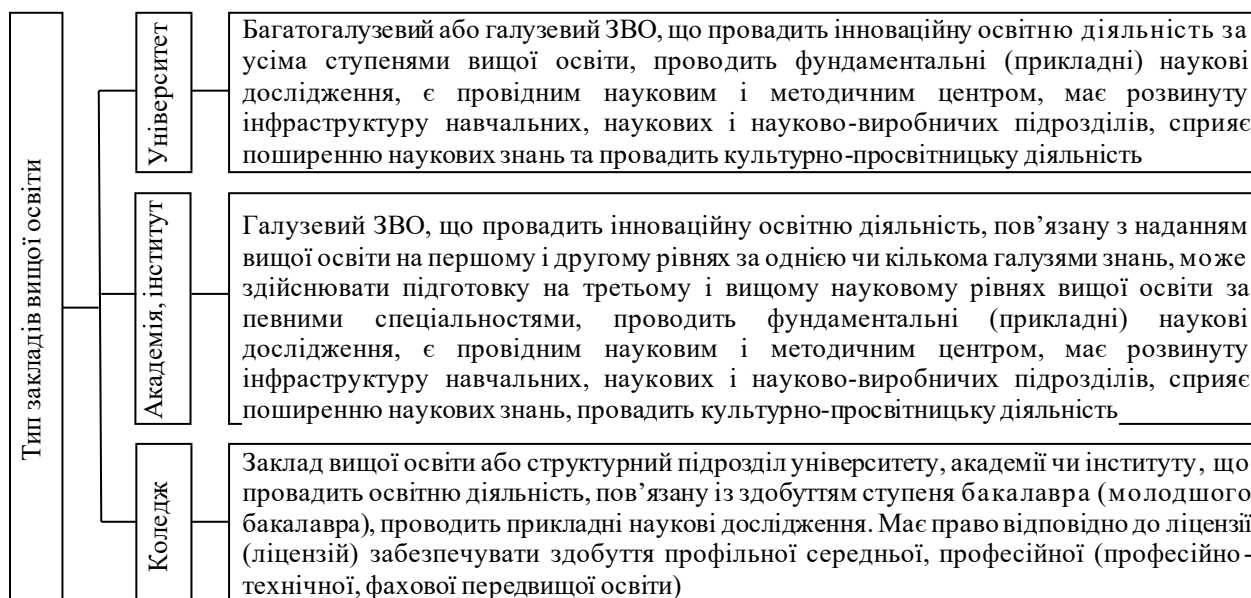 Тип закладів вищої освіти
Університет
Багатогалузевий або галузевий ЗВО, що провадить інноваційну освітню діяльність за
усіма ступенями вищої освіти, проводить фундаментальні (прикладні) наукові
дослідження, є провідним науковим і методичним центром, має розвинуту
інфраструктуру навчальних, наукових і науково-виробничих підрозділів, сприяє
поширенню наукових знань та провадить культурно-просвітницьку діяльність
Академія, інститут
Галузевий ЗВО, що провадить інноваційну освітню діяльність, пов’язану з наданням
вищої освіти на першому і другому рівнях за однією чи кількома галузями знань, може
здійснювати підготовку на третьому і вищому науковому рівнях вищої освіти за
певними спеціальностями, проводить фундаментальні (прикладні) наукові
дослідження, є провідним науковим і методичним центром, має розвинуту
інфраструктуру навчальних, наукових і науково-виробничих підрозділів, сприяє
поширенню наукових знань, провадить культурно-просвітницьку діяльність
Коледж
Заклад вищої освіти або структурний підрозділ університету, академії чи інституту, що
провадить освітню діяльність, пов’язану із здобуттям ступеня бакалавра (молодшого
бакалавра), проводить прикладні наукові дослідження. Має право відповідно до ліцензії
(ліцензій) забезпечувати здобуття профільної середньої, професійної (професійно-
технічної, фахової передвищої освіти)